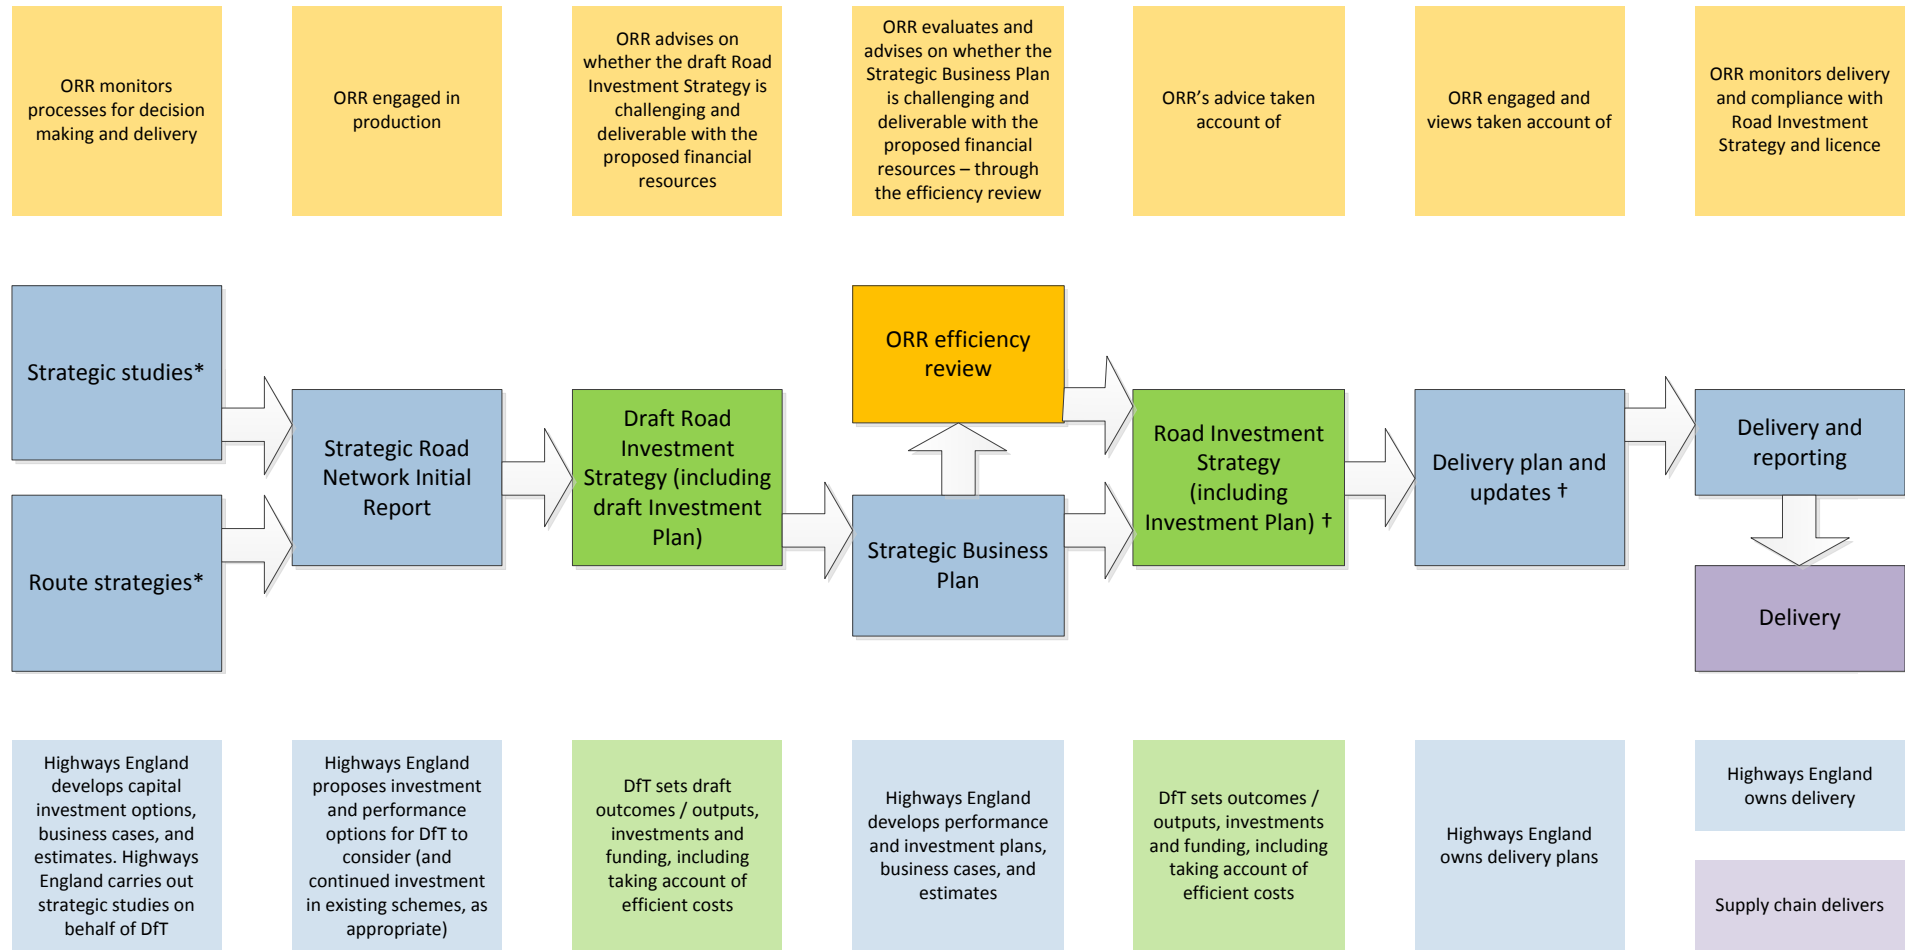 ORR monitors
processes for decision
making and delivery
ORR engaged in
production
ORR advises on
whether the draft Road
Investment Strategy is
challenging and
deliverable with the
proposed financial
resources
ORR evaluates and
advises on whether the
Strategic Business Plan
is challenging and
deliverable with the
proposed financial
resources – through
the efficiency review
ORR's advice taken
account of
ORR engaged and
views taken account of
ORR monitors delivery
and compliance with
Road Investment
Strategy and licence
Strategic studies*
Route strategies*
Strategic Road
Network Initial
Report
Draft Road
Investment
Strategy (including
draft Investment
Plan)
ORR efficiency
review
Strategic Business
Plan
Road Investment
Strategy
(including
Investment Plan) †
Delivery plan and
updates †
Delivery and
reporting
Delivery
Highways England
develops capital
investment options,
business cases, and
estimates. Highways
England carries out
strategic studies on
behalf of DfT
Highways England
proposes investment
and performance
options for DfT to
consider (and
continued investment
in existing schemes, as
appropriate)
DfT sets draft
outcomes / outputs,
investments and
funding, including
taking account of
efficient costs
Highways England
develops performance
and investment plans,
business cases, and
estimates
DfT sets outcomes /
outputs, investments
and funding, including
taking account of
efficient costs
Highways England
owns delivery plans
Highways England
owns delivery
Supply chain delivers